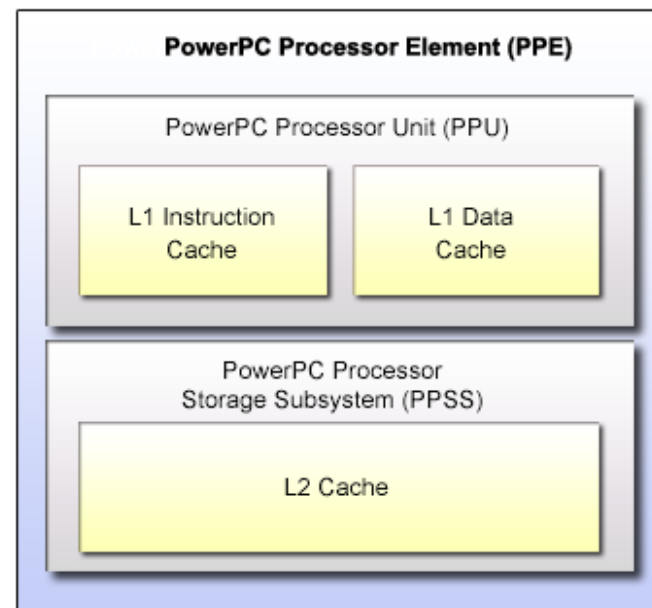 PowerPC Processor Element (PPE)
PowerPC Processor Unit (PPU)
L1 Instruction
Cache
L1 Data
Cache
PowerPC Processor
Storage Subsystem (PPSS)
L2 Cache